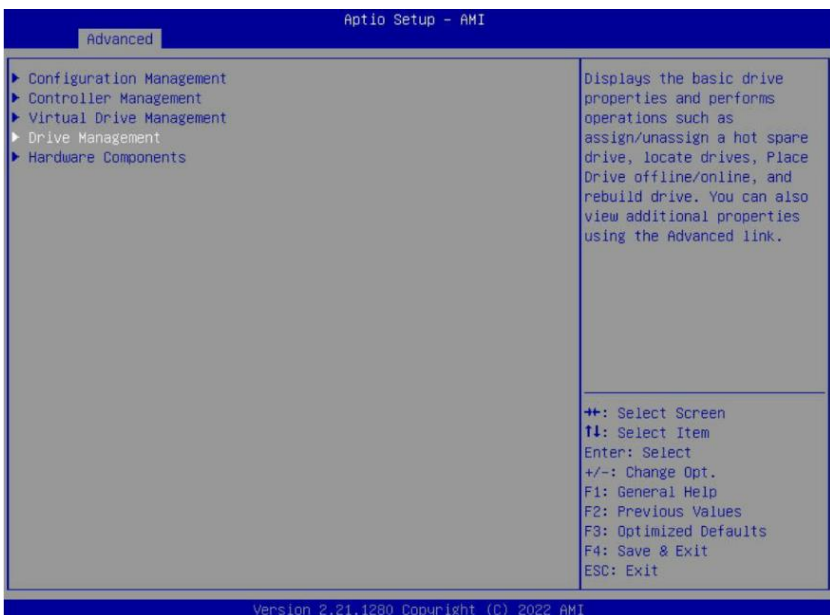 Aptio Setup – AMI
Advanced
Configuration Management
Controller Management
Virtual Drive Management
Drive Management
Hardware Components
Displays the basic drive
properties and performs
operations such as
assign/unassign a hot spare
drive, locate drives, Place
Drive offline/online, and
rebuild drive. You can also
view additional properties
using the Advanced link.
→←: Select Screen
↑↓: Select Item
Enter: Select
+/-: Change Opt.
F1: General Help
F2: Previous Values
F3: Optimized Defaults
F4: Save & Exit
ESC: Exit
Version 2.21.1280 Copyright (C) 2022 AMI